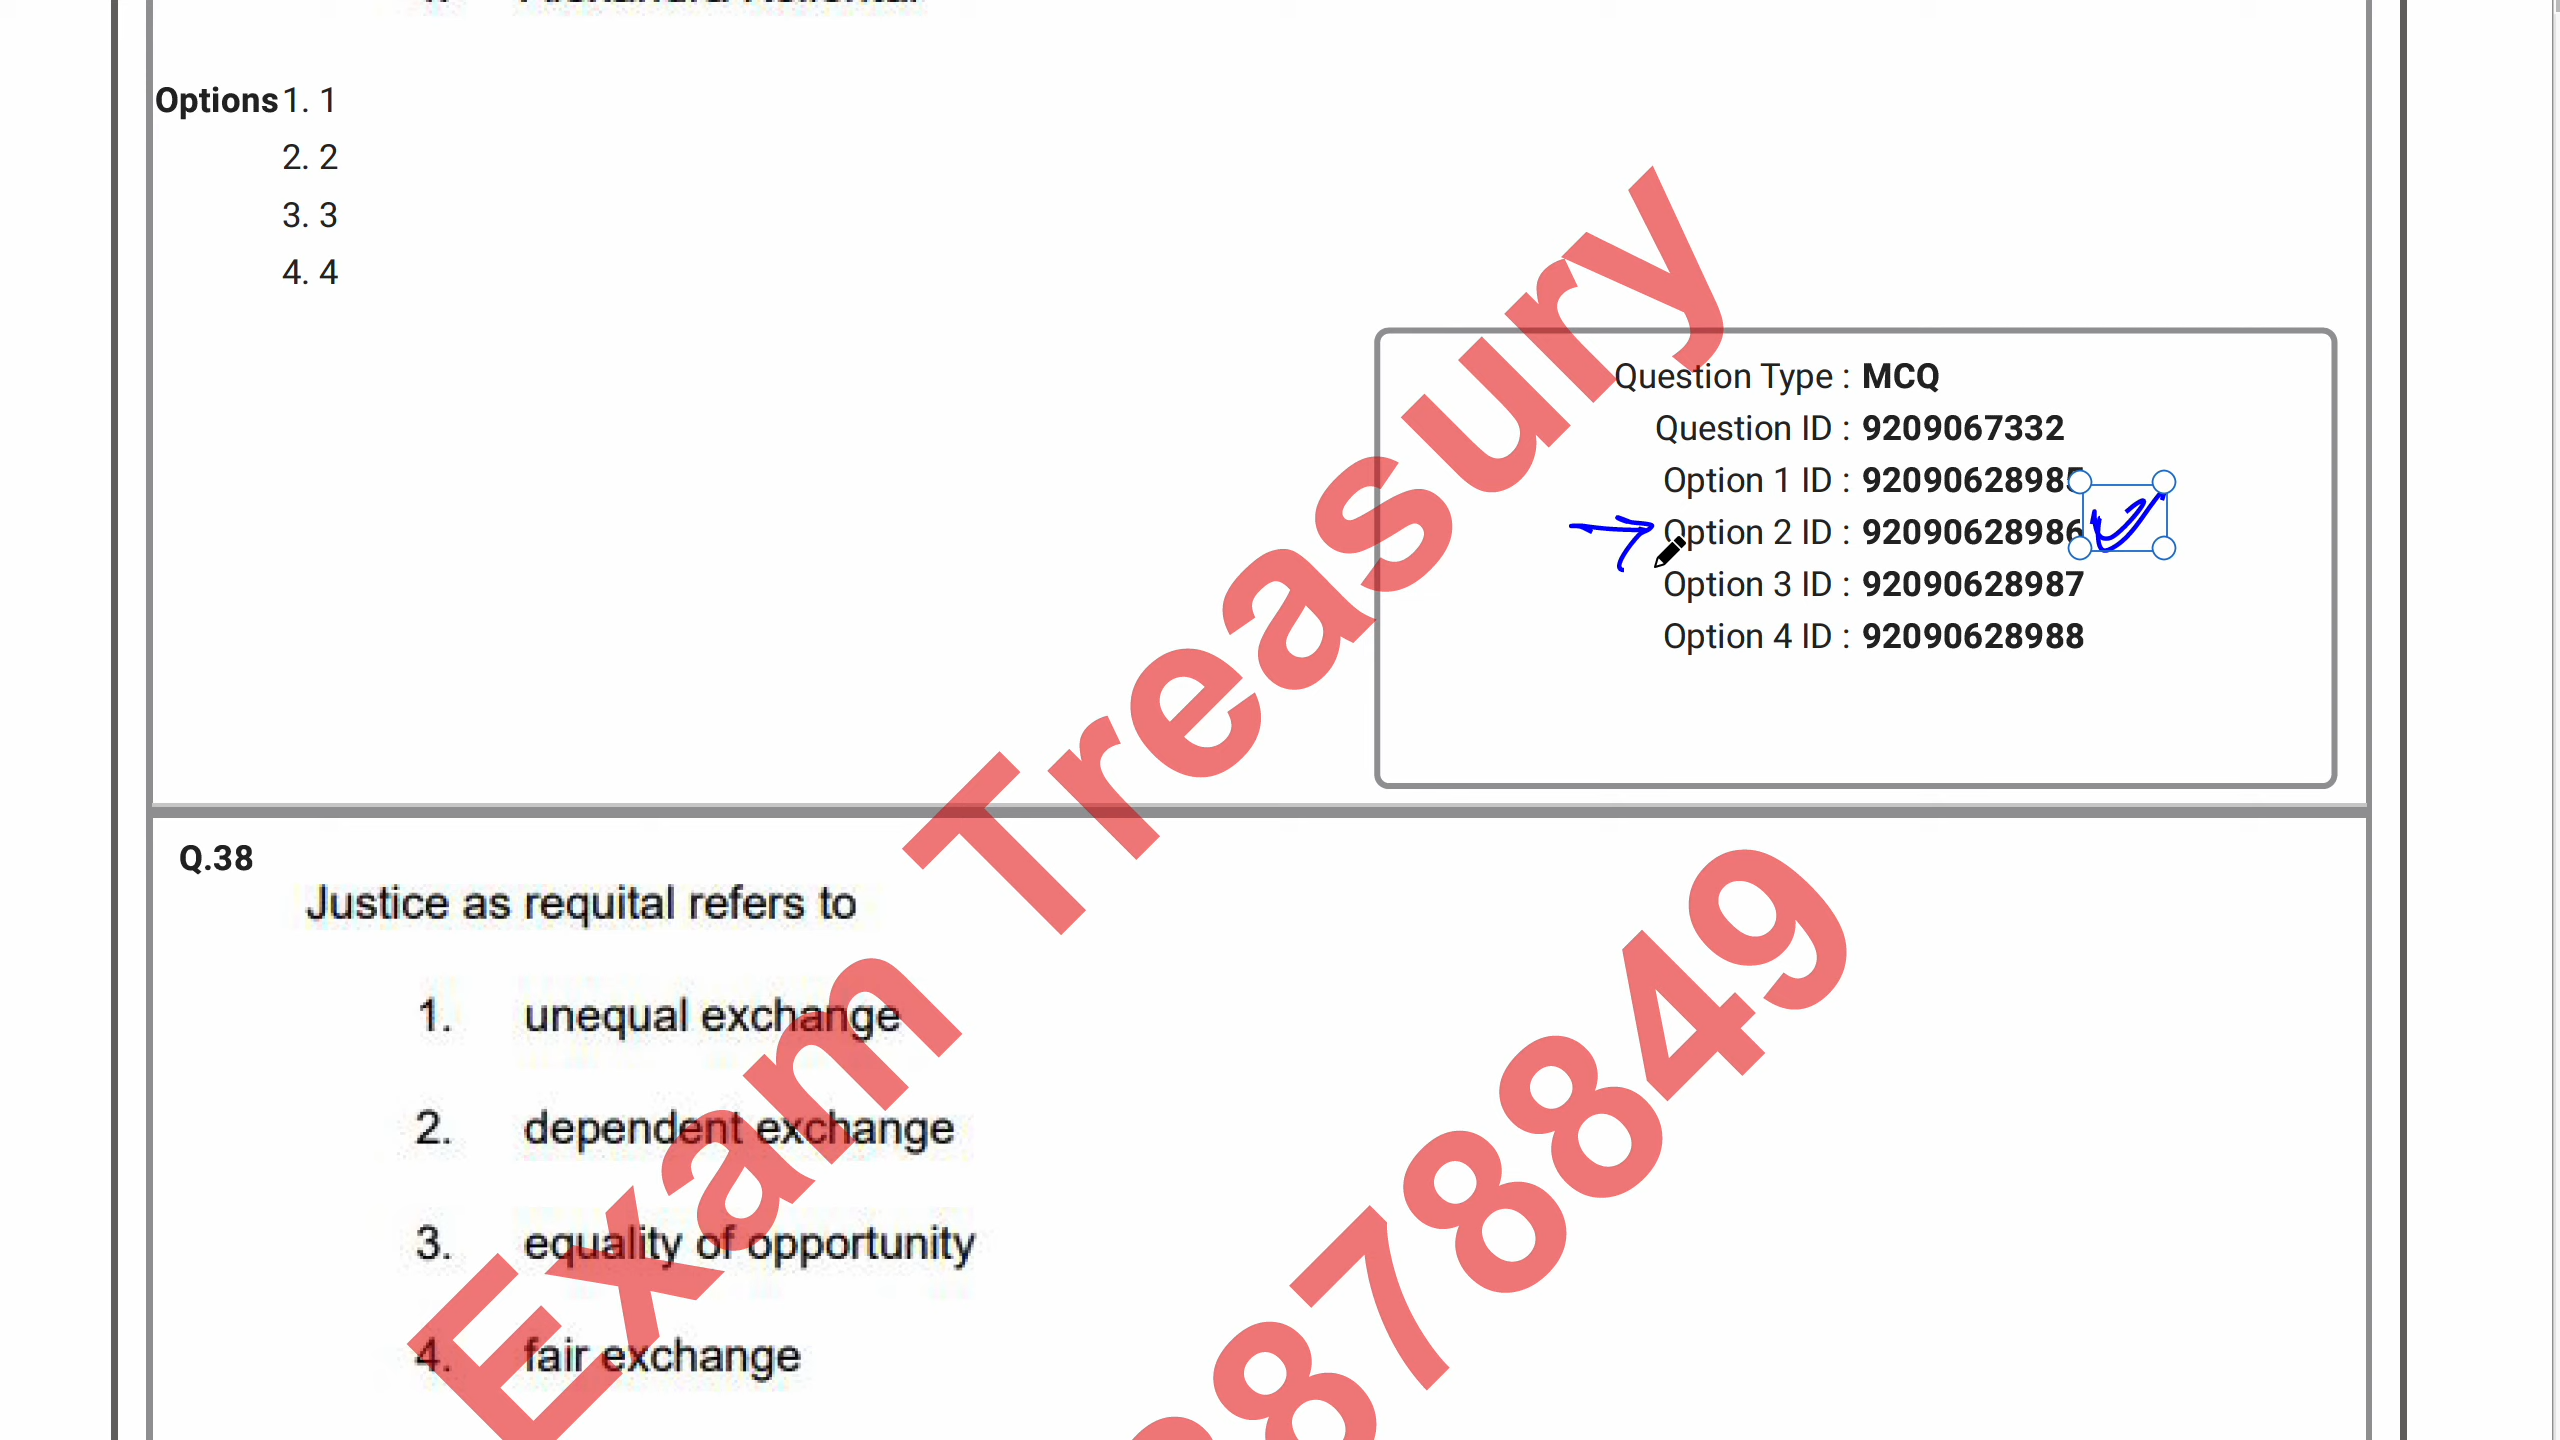 Options 1. 1
2. 2
3. 3
4. 4
Question Type : MCQ
Question ID : 9209067332
Option 1 ID : 92090628985
Option 2 ID : 92090628986
Option 3 ID : 92090628987
Option 4 ID : 92090628988
Q.38
Justice as requital refers to
1. unequal exchange
2. dependent exchange
3. equality of opportunity
4. fair exchange
Exam Treasury
878849